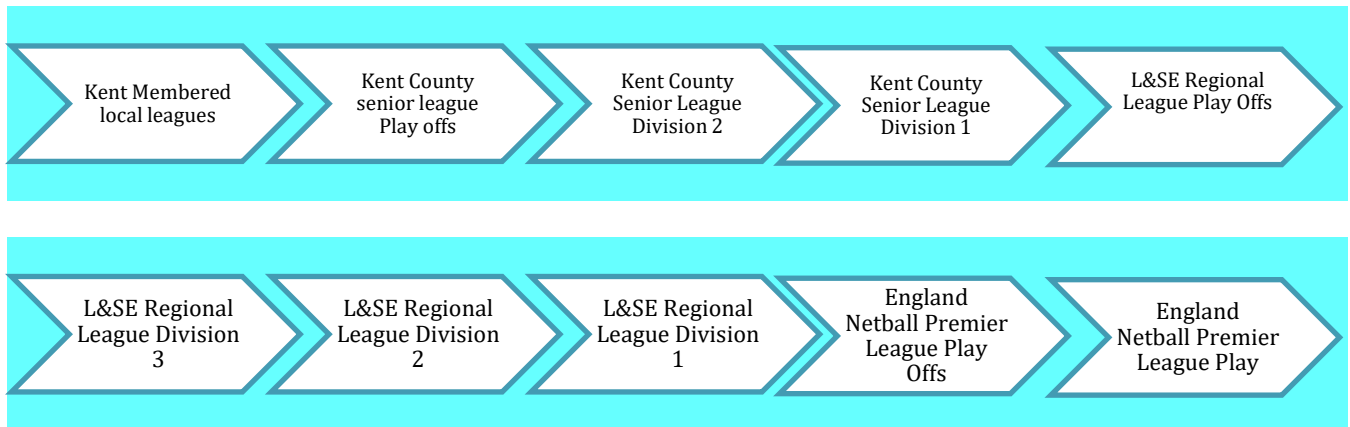 Kent Membered
local leagues
Kent County
senior league
Play offs
Kent County
Senior League
Division 2
Kent County
Senior League
Division 1
L&SE Regional
League Play Offs
L&SE Regional
League Division
3
L&SE Regional
League Division
2
L&SE Regional
League Division
1
England
Netball Premier
League Play
Offs
England
Netball Premier
League Play